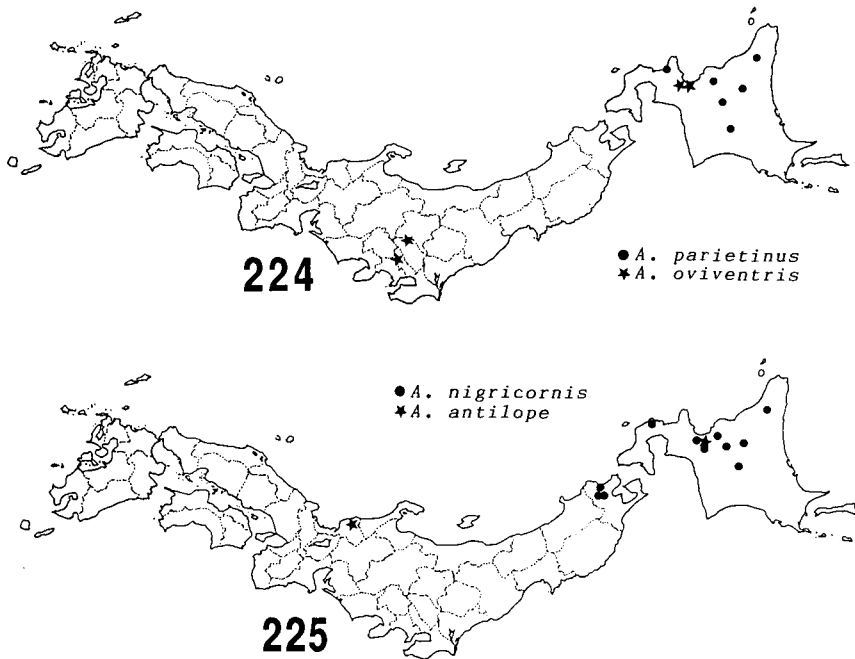 224
● A. parietinus
★ A. oviventris
● A. nigricornis
★ A. antilope
225